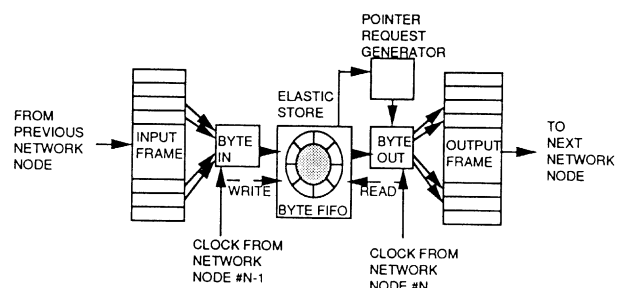 POINTER
REQUEST
GENERATOR
ELASTIC
STORE
FROM
PREVIOUS
NETWORK
NODE
INPUT
FRAME
BYTE
IN
BYTE
OUT
OUTPUT
FRAME
TO
NEXT
NETWORK
NODE
WRITE
READ
BYTE FIFO
CLOCK FROM
NETWORK
NODE #N-1
CLOCK FROM
NETWORK
NODE #N